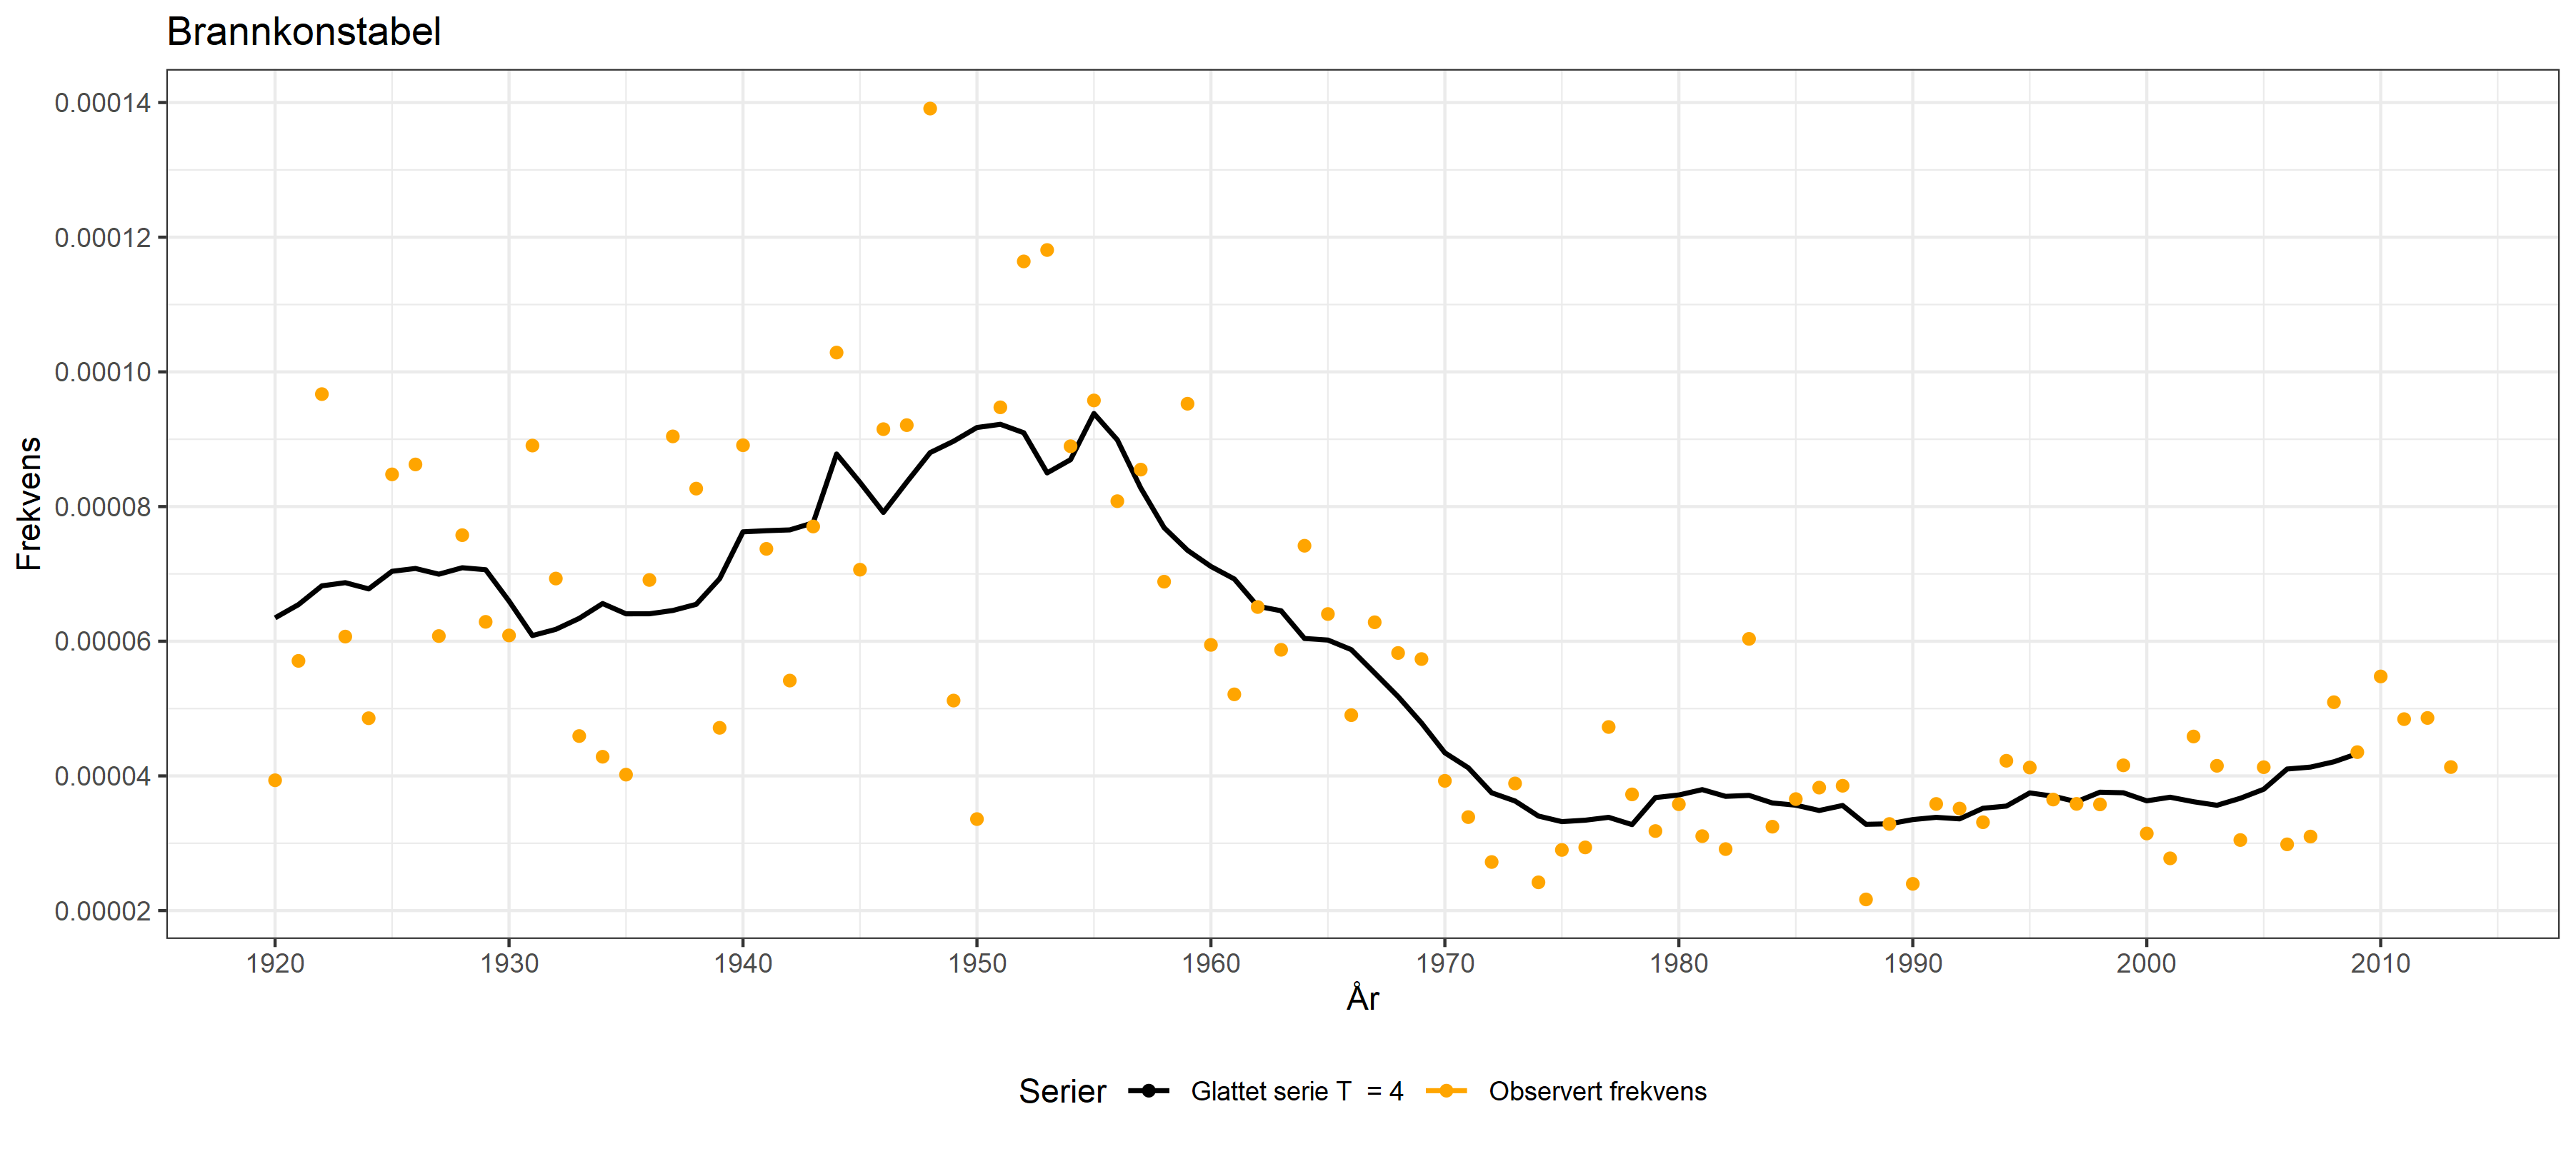 Brannkonstabel
0.00014
0.00012
0.00010
0.00008
0.00006
0.00004
0.00002
Frekvens
1920 1930 1940 1950 1960 1970 1980 1990 2000 2010
År
Serier Glattet serie T = 4 Observert frekvens